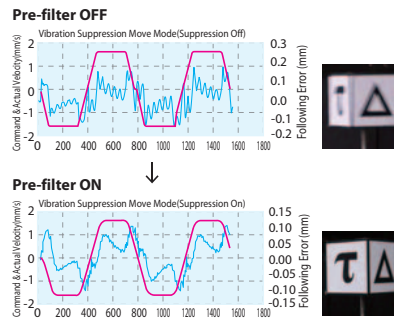 Pre-filter OFF
Vibration Suppression Move Mode(Suppression Off)
Command & Actual Velocity(mm/s)
2
1
0
-1
-2
0.3
0.2
0.1
0.0
-0.1
-0.2
Following Error (mm)
0 200 400 600 800 1000 1200 1400 1600 1800
τ Δ
Pre-filter ON
Vibration Suppression Move Mode(Suppression On)
Command & Actual Velocity(mm/s)
2
1
0
-1
-2
0.15
0.10
0.05
0.00
-0.05
-0.10
-0.15
Following Error (mm)
0 200 400 600 800 1000 1200 1400 1600 1800
τ Δ